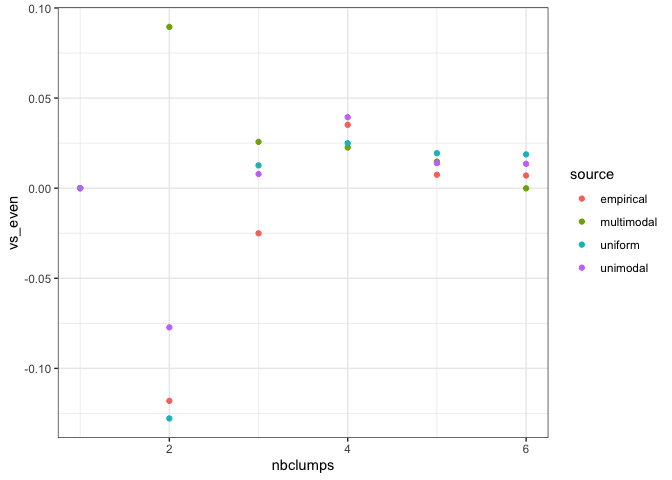 0.10
0.05
0.00
-0.05
-0.10
vs_even
2 4 6
nbclumps
source
empirical
multimodal
uniform
unimodal